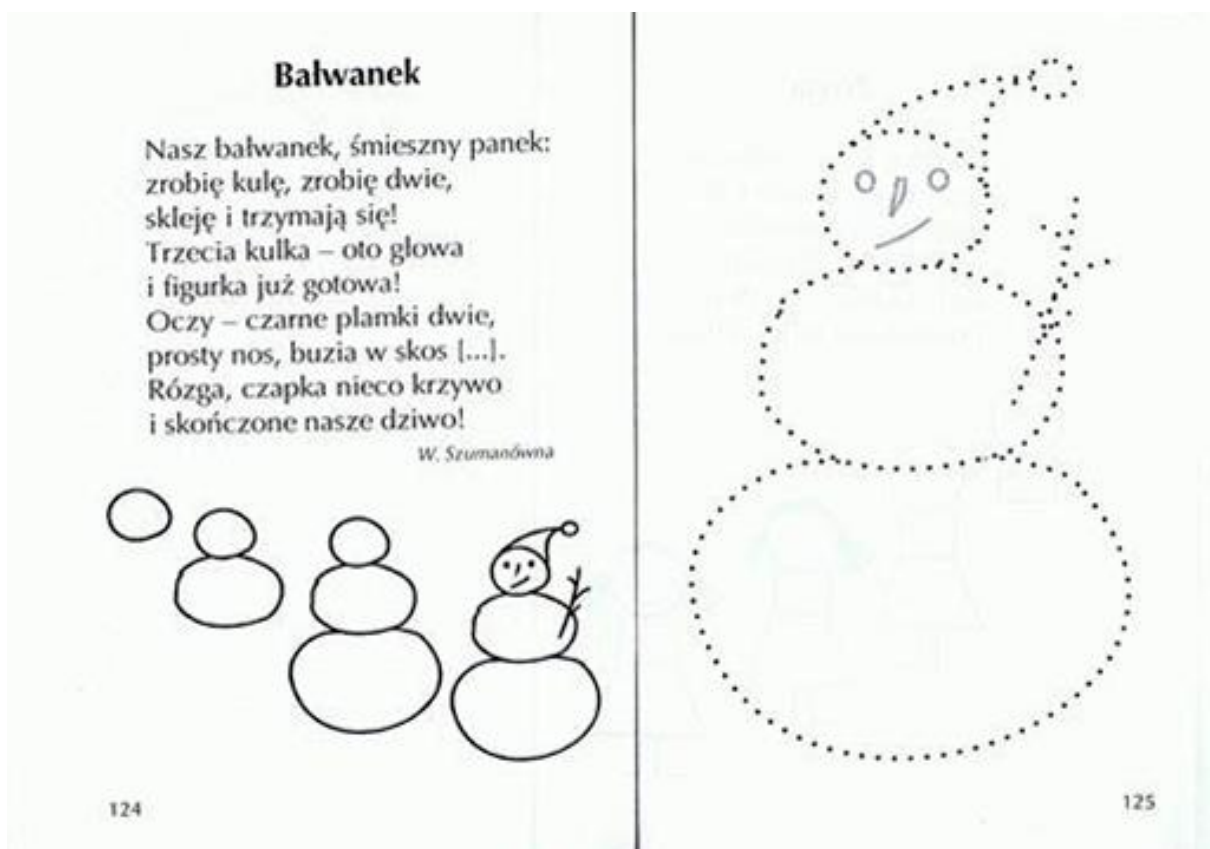 Bałwanek
Nasz bałwanek, śmieszny panek:
zrobię kulę, zrobię dwie,
skleję i trzymają się!
Trzecia kulka – oto głowa
i figurka już gotowa!
Oczy – czarne plamki dwie,
prosty nos, buzia w skos [...].
Rózga, czapka nieco krzywo
i skończone nasze dziwo!
W. Szumanówna
124
125